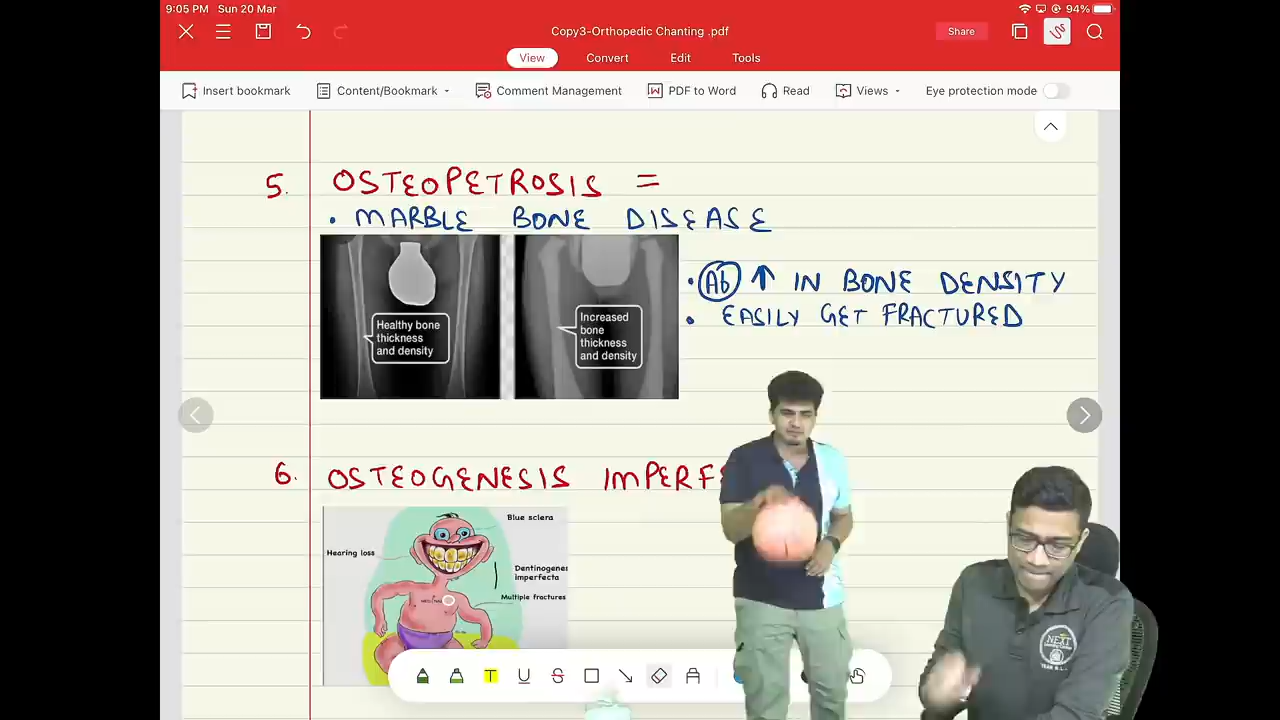 9:05 PM Sun 20 Mar
94%
Copy3-Orthopedic Chanting .pdf
Share
View Convert Edit Tools
Insert bookmark Content/Bookmark Comment Management PDF to Word Read Views Eye protection mode
5. OSTEOPETROSIS =
• MARBLE BONE DISEASE
Healthy bone
thickness
and density
Increased
bone
thickness
and density
• Ab ↑ IN BONE DENSITY
• EASILY GET FRACTURED
6. OSTEOGENESIS IMPERFE
Blue sclera
Hearing loss
Dentinogenes
imperfecta
Multiple fractures
T U S
NEXT